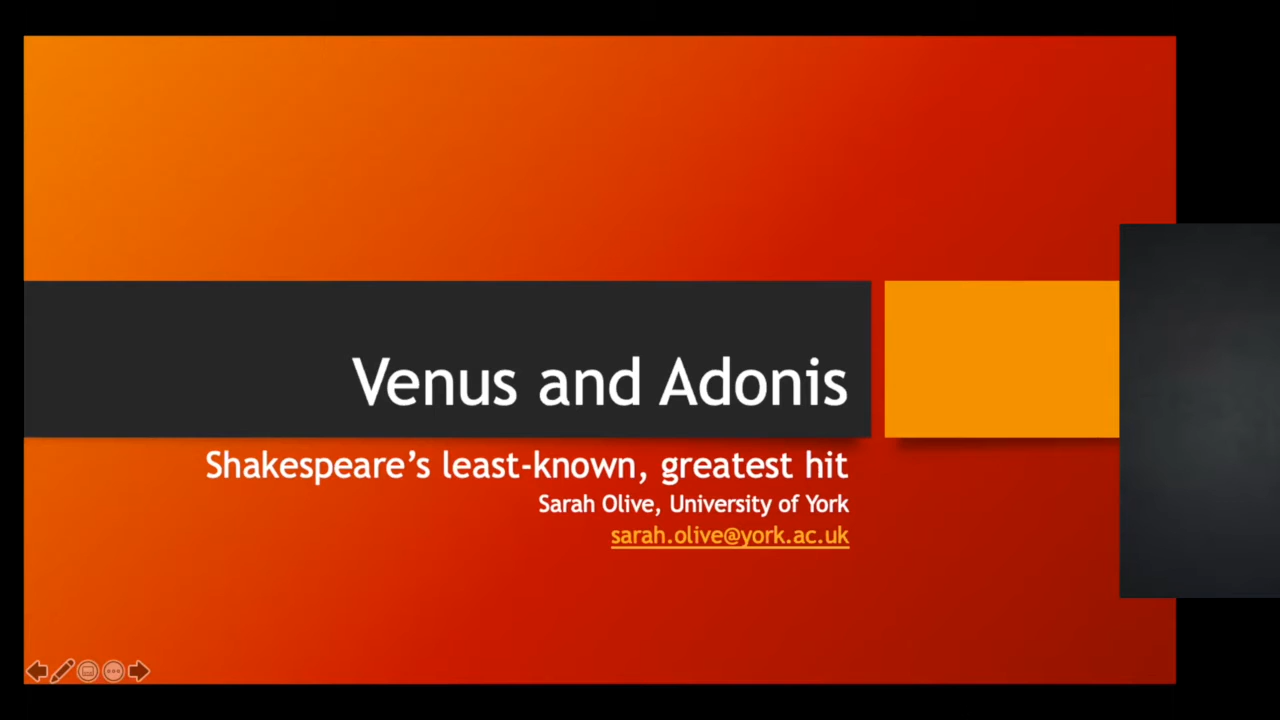 Venus and Adonis
Shakespeare’s least-known, greatest hit
Sarah Olive, University of York
sarah.olive@york.ac.uk